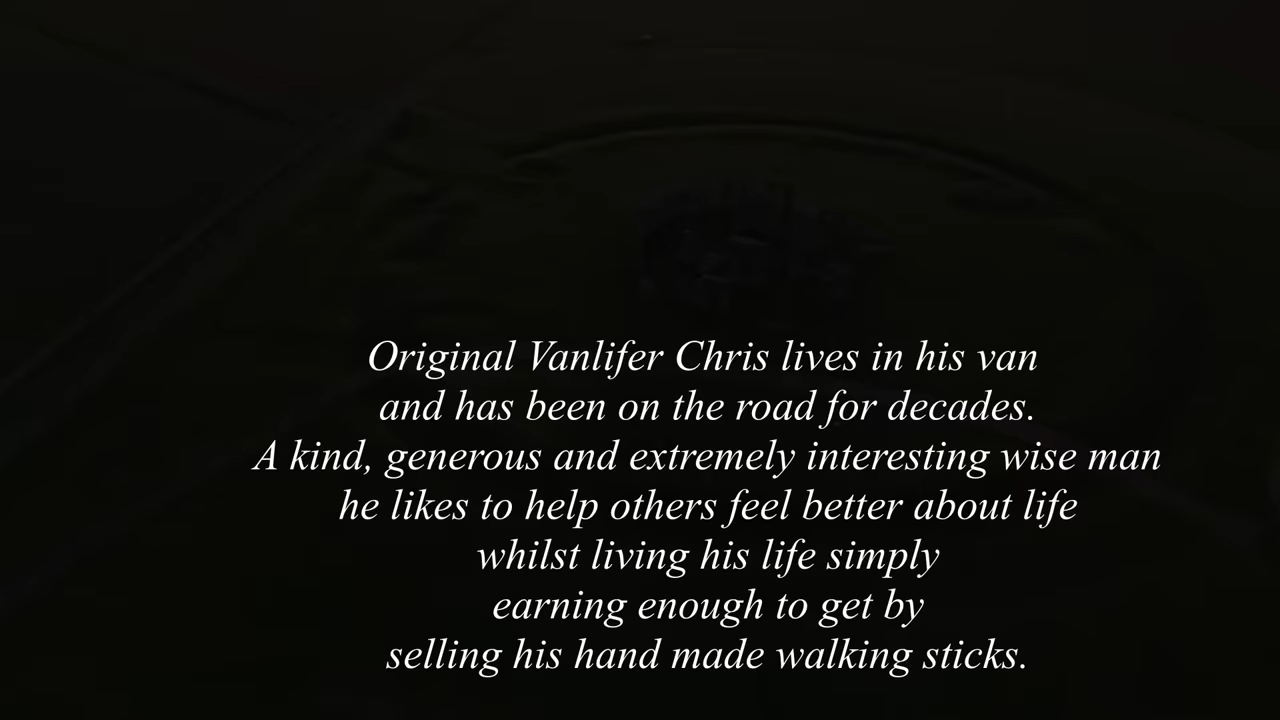 Original Vanlifer Chris lives in his van
and has been on the road for decades.
A kind, generous and extremely interesting wise man
he likes to help others feel better about life
whilst living his life simply
earning enough to get by
selling his hand made walking sticks.